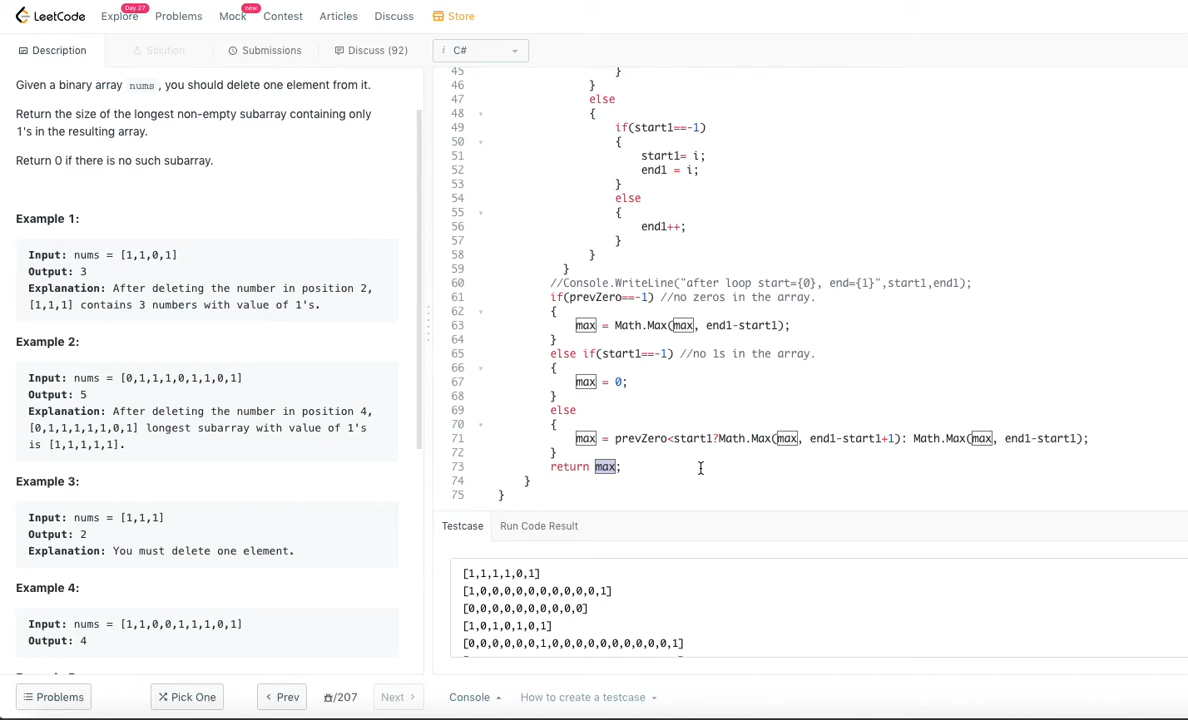 LeetCode Explore Day 27 Problems Mock new Contest Articles Discuss Store
Description Solution Submissions Discuss (92) i C#
Given a binary array nums , you should delete one element from it.
Return the size of the longest non-empty subarray containing only
1's in the resulting array.
Return 0 if there is no such subarray.
Example 1:
Input: nums = [1,1,0,1]
Output: 3
Explanation: After deleting the number in position 2,
[1,1,1] contains 3 numbers with value of 1's.
Example 2:
Input: nums = [0,1,1,1,0,1,1,0,1]
Output: 5
Explanation: After deleting the number in position 4,
[0,1,1,1,1,1,0,1] longest subarray with value of 1's
is [1,1,1,1,1].
Example 3:
Input: nums = [1,1,1]
Output: 2
Explanation: You must delete one element.
Example 4:
Input: nums = [1,1,0,0,1,1,1,0,1]
Output: 4
45 }
46 }
47 else
48 {
49 if(start1==-1)
50 {
51 start1= i;
52 end1 = i;
53 }
54 else
55 {
56 end1++;
57 }
58 }
59 }
60 //Console.WriteLine("after loop start={0}, end={1}",start1,end1);
61 if(prevZero==-1) //no zeros in the array.
62 {
63 max = Math.Max(max, end1-start1);
64 }
65 else if(start1==-1) //no 1s in the array.
66 {
67 max = 0;
68 }
69 else
70 {
71 max = prevZero<start1?Math.Max(max, end1-start1+1): Math.Max(max, end1-start1);
72 }
73 return max;
74 }
75 }
Testcase Run Code Result
[1,1,1,1,0,1]
[1,0,0,0,0,0,0,0,0,0,1]
[0,0,0,0,0,0,0,0,0]
[1,0,1,0,1,0,1]
[0,0,0,0,0,0,1,0,0,0,0,0,0,0,0,0,0,1]
Problems Pick One Prev /207 Next Console How to create a testcase